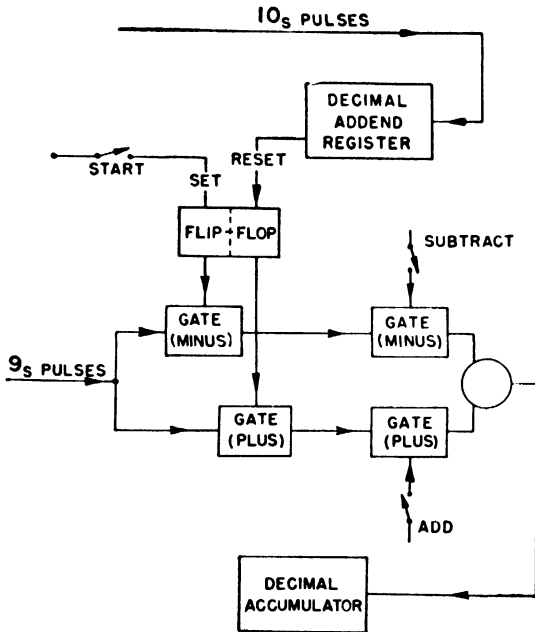 10s PULSES
DECIMAL
ADDEND
REGISTER
START
SET
RESET
FLIP-FLOP
SUBTRACT
GATE
(MINUS)
GATE
(MINUS)
9s PULSES
GATE
(PLUS)
GATE
(PLUS)
ADD
DECIMAL
ACCUMULATOR